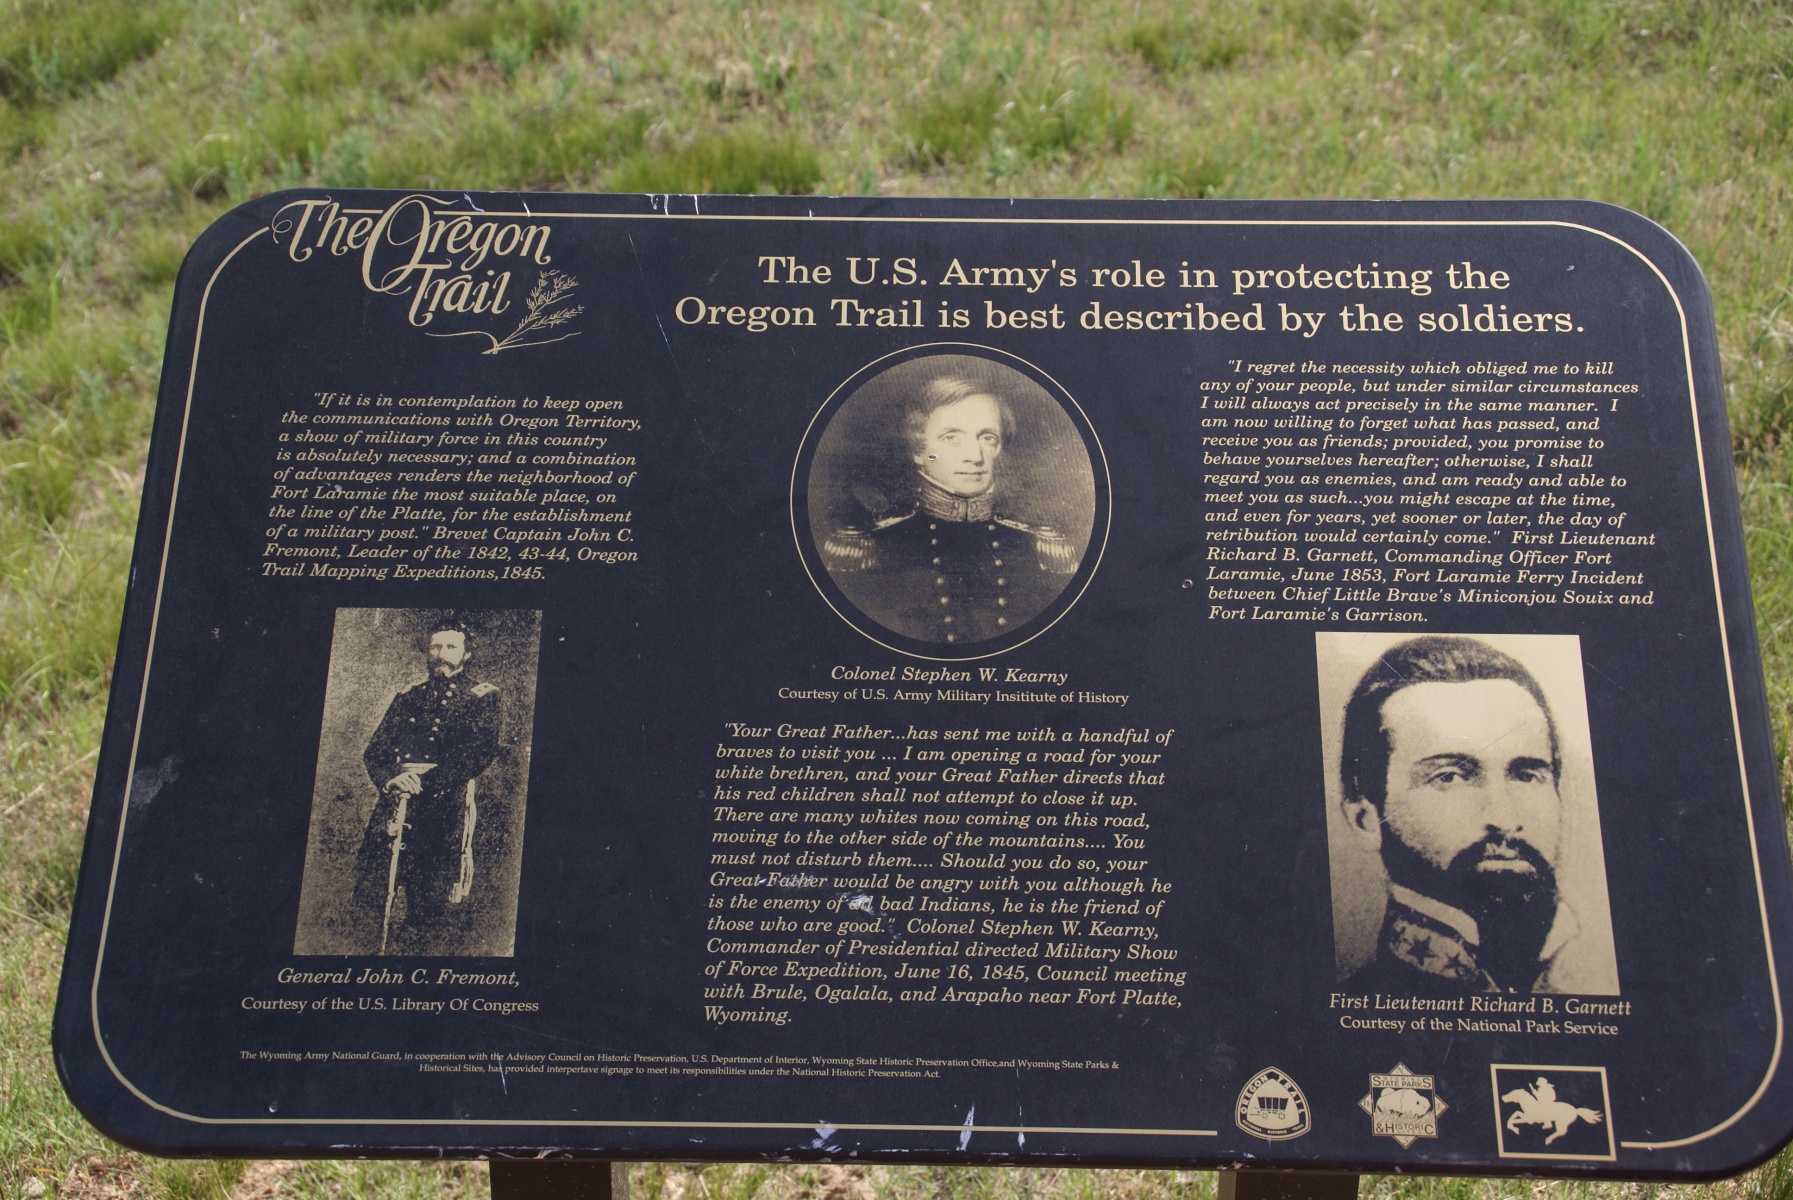 The Oregon
Trail
The U.S. Army's role in protecting the
Oregon Trail is best described by the soldiers.
"If it is in contemplation to keep open
the communications with Oregon Territory,
a show of military force in this country
is absolutely necessary; and a combination
of advantages renders the neighborhood of
Fort Laramie the most suitable place, on
the line of the Platte, for the establishment
of a military post." Brevet Captain John C.
Fremont, Leader of the 1842, 43-44, Oregon
Trail Mapping Expeditions,1845.
General John C. Fremont,
Courtesy of the U.S. Library Of Congress
Colonel Stephen W. Kearny
Courtesy of U.S. Army Military Insititute of History
"Your Great Father...has sent me with a handful of
braves to visit you ... I am opening a road for your
white brethren, and your Great Father directs that
his red children shall not attempt to close it up.
There are many whites now coming on this road,
moving to the other side of the mountains.... You
must not disturb them.... Should you do so, your
Great Father would be angry with you although he
is the enemy of all bad Indians, he is the friend of
those who are good." Colonel Stephen W. Kearny,
Commander of Presidential directed Military Show
of Force Expedition, June 16, 1845, Council meeting
with Brule, Ogalala, and Arapaho near Fort Platte,
Wyoming.
"I regret the necessity which obliged me to kill
any of your people, but under similar circumstances
I will always act precisely in the same manner. I
am now willing to forget what has passed, and
receive you as friends; provided, you promise to
behave yourselves hereafter; otherwise, I shall
regard you as enemies, and am ready and able to
meet you as such...you might escape at the time,
and even for years, yet sooner or later, the day of
retribution would certainly come." First Lieutenant
Richard B. Garnett, Commanding Officer Fort
Laramie, June 1853, Fort Laramie Ferry Incident
between Chief Little Brave's Miniconjou Souix and
Fort Laramie's Garrison.
First Lieutenant Richard B. Garnett
Courtesy of the National Park Service
The Wyoming Army National Guard, in cooperation with the Advisory Council on Historic Preservation, U.S. Department of Interior, Wyoming State Historic Preservation Office,and Wyoming State Parks &
Historical Sites, has provided interpertave signage to meet its responsibilities under the National Historic Preservation Act.
OREGON TRAIL
STATE PARKS
& HISTORIC